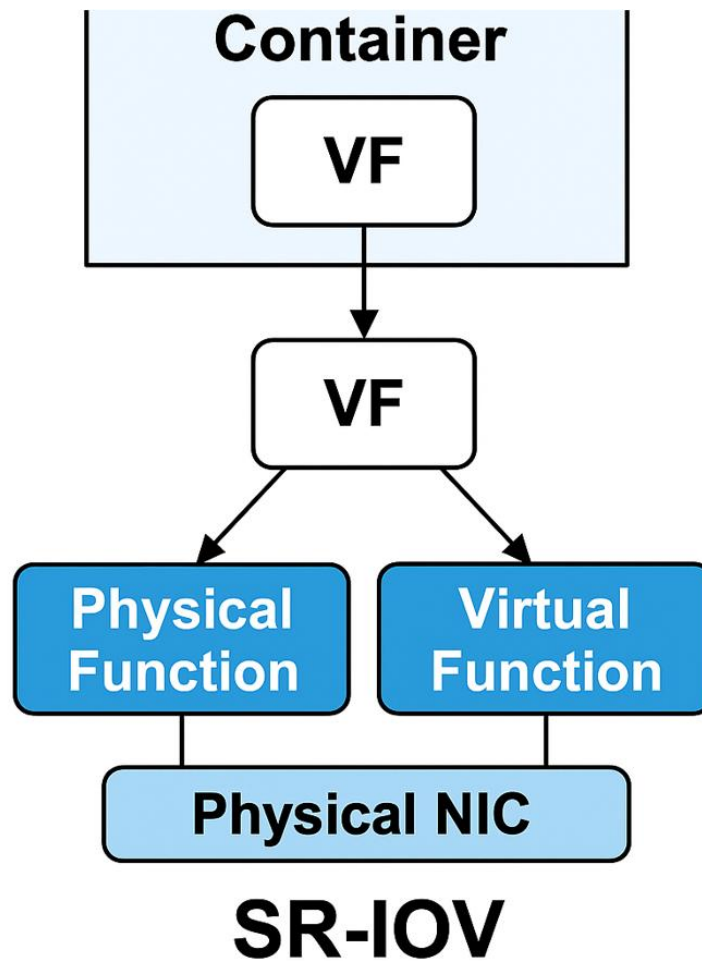 Container
VF
VF
Physical
Function
Virtual
Function
Physical NIC
SR-IOV